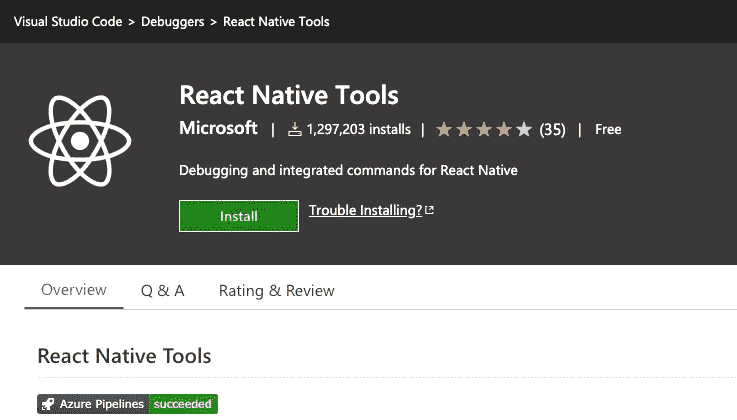 Visual Studio Code > Debuggers > React Native Tools
React Native Tools
Microsoft | 1,297,203 installs | (35) | Free
Debugging and integrated commands for React Native
Install Trouble Installing?
Overview Q & A Rating & Review
React Native Tools
Azure Pipelines succeeded